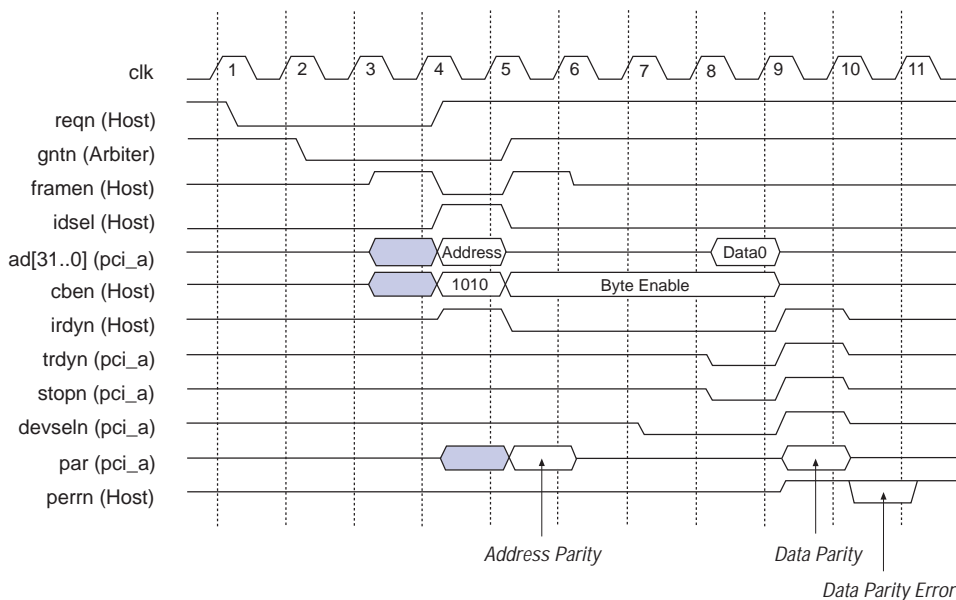 clk 1 2 3 4 5 6 7 8 9 10 11
reqn (Host)
gntn (Arbiter)
framen (Host)
idsel (Host)
ad[31..0] (pci_a) Address Data0
cben (Host) 1010 Byte Enable
irdyn (Host)
trdyn (pci_a)
stopn (pci_a)
devseln (pci_a)
par (pci_a)
perrn (Host)
Address Parity Data Parity
Data Parity Error